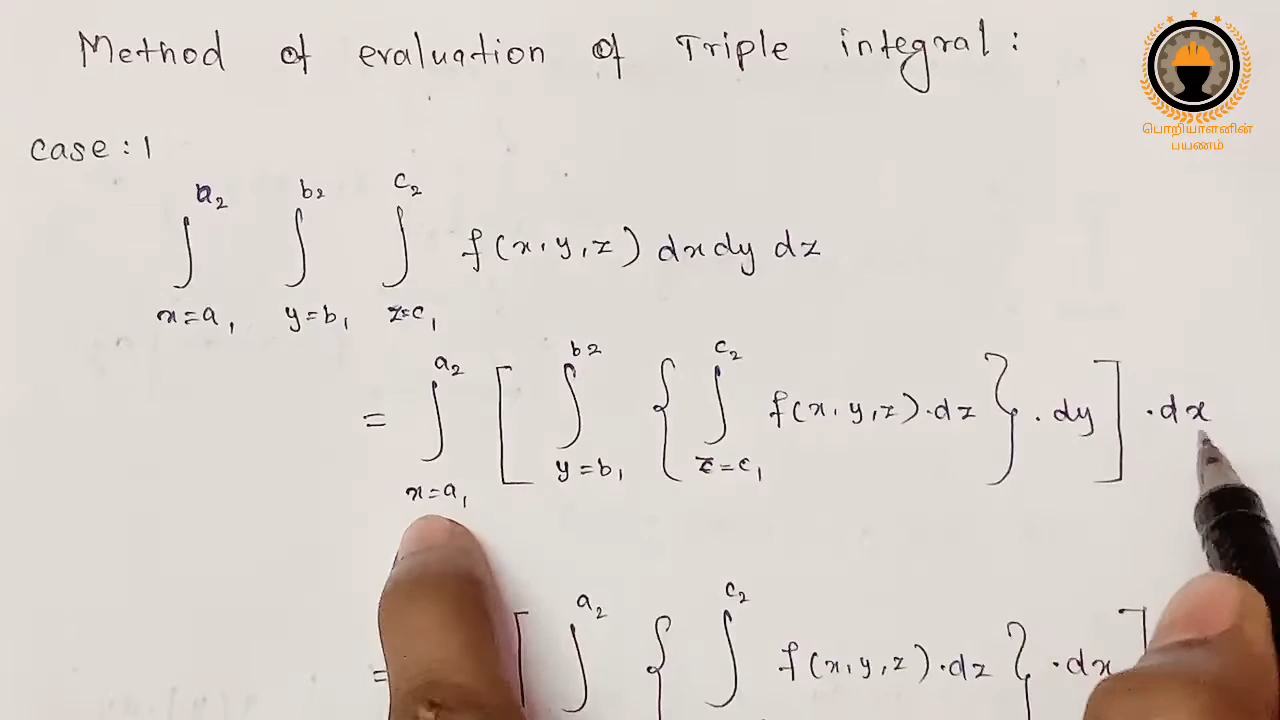 Method of evaluation of Triple integral :
பொறியாளனின்
பயணம்
case : 1
∫_{x=a₁}^{a₂} ∫_{y=b₁}^{b₂} ∫_{z=c₁}^{c₂} f(x, y, z) dx dy dz
= ∫_{x=a₁}^{a₂} [ ∫_{y=b₁}^{b₂} { ∫_{z=c₁}^{c₂} f(x, y, z) . dz } . dy ] . dx
= [ ∫^{a₂} { ∫^{c₂} f(x, y, z) . dz } . dx ]